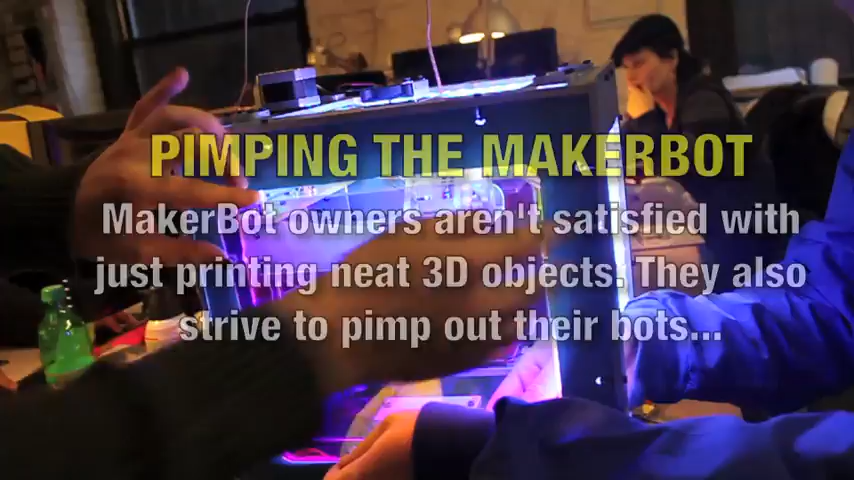 PIMPING THE MAKERBOT
MakerBot owners aren't satisfied with
just printing neat 3D objects. They also
strive to pimp out their bots...